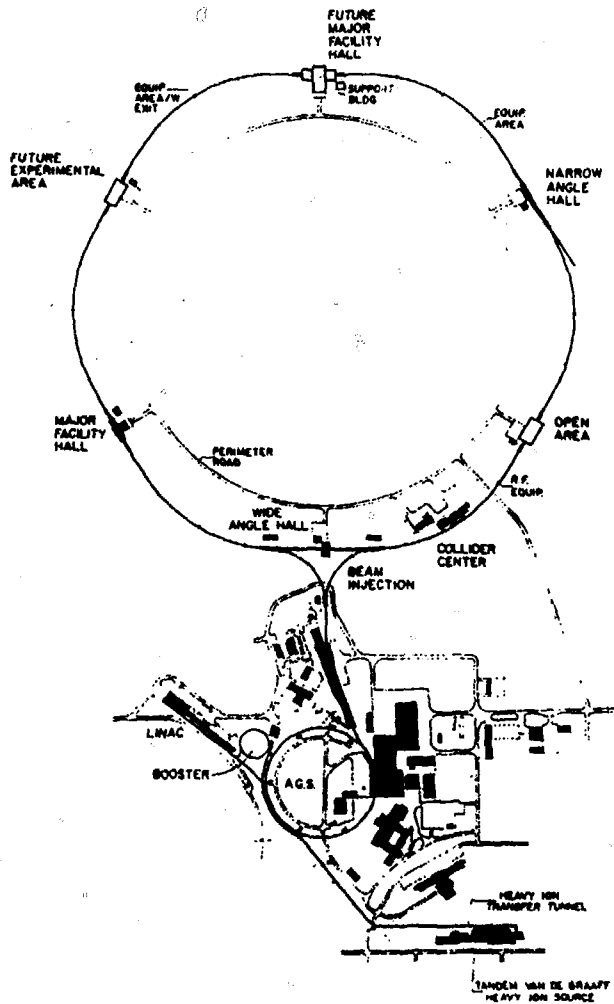 FUTURE
MAJOR
FACILITY
HALL
EQUIP.
AREA/W
EXIT
SUPPORT
BLDG
EQUIP.
AREA
FUTURE
EXPERIMENTAL
AREA
NARROW
ANGLE
HALL
MAJOR
FACILITY
HALL
OPEN
AREA
PERIMETER
ROAD
R.F.
EQUIP.
WIDE
ANGLE HALL
COLLIDER
CENTER
BEAM
INJECTION
LINAC
BOOSTER
A.G.S.
HEAVY ION
TRANSFER TUNNEL
TANDEM VAN DE GRAAFF
HEAVY ION SOURCE